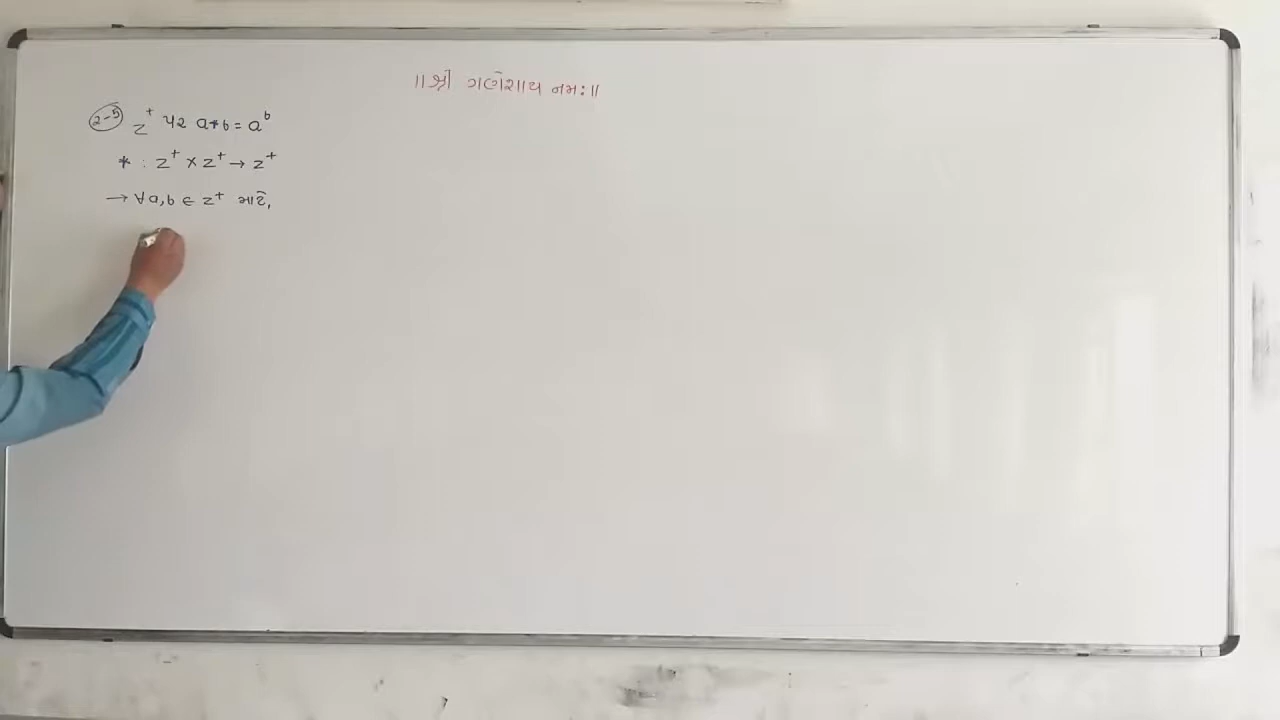 ॥ શ્રી ગણેશાય નમઃ ॥
2-5 z⁺ પર a*b = aᵇ
* : z⁺ × z⁺ → z⁺
→ ∀a,b ∈ z⁺ માટે,